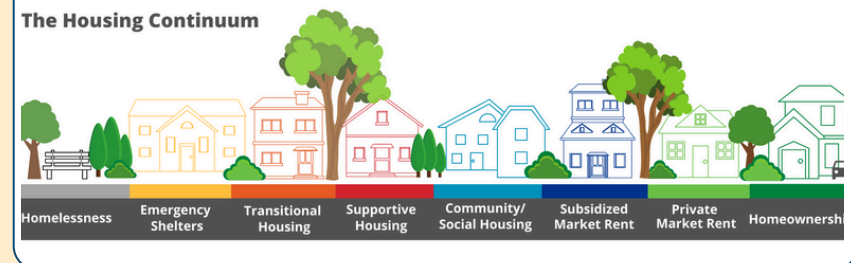 The Housing Continuum
Homelessness
Emergency
Shelters
Transitional
Housing
Supportive
Housing
Community/
Social Housing
Subsidized
Market Rent
Private
Market Rent
Homeownershi